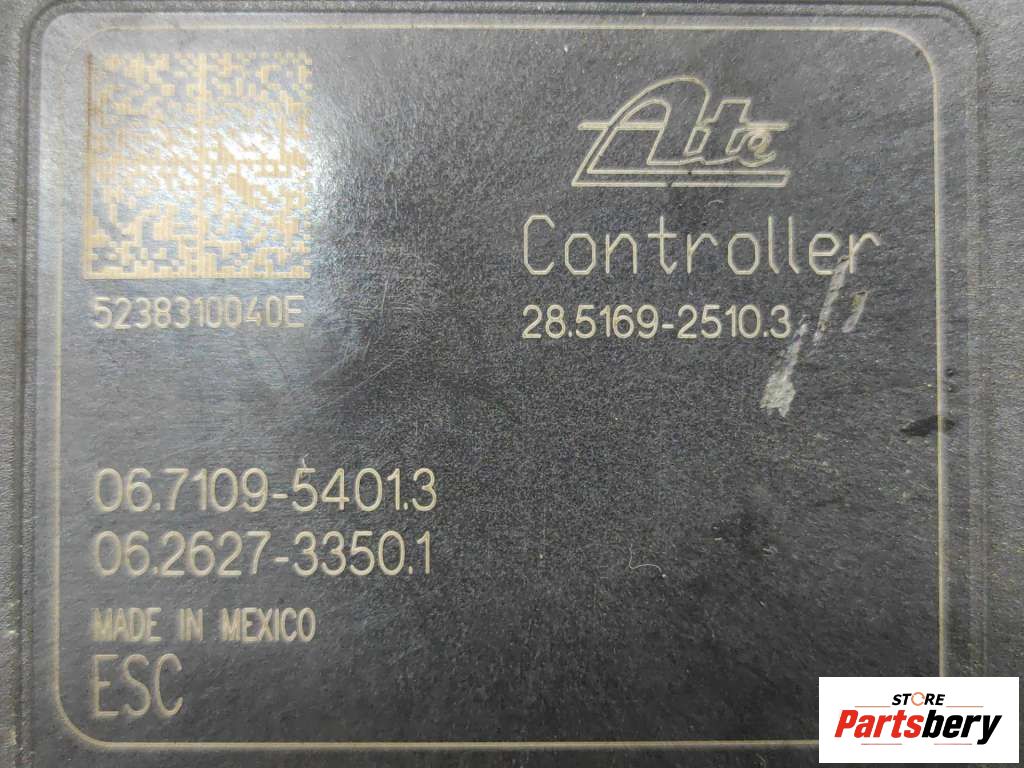 Ate
Controller
5238310040E
28.5169-2510.3
06.7109-5401.3
06.2627-3350.1
MADE IN MEXICO
ESC
STORE
Partsbery